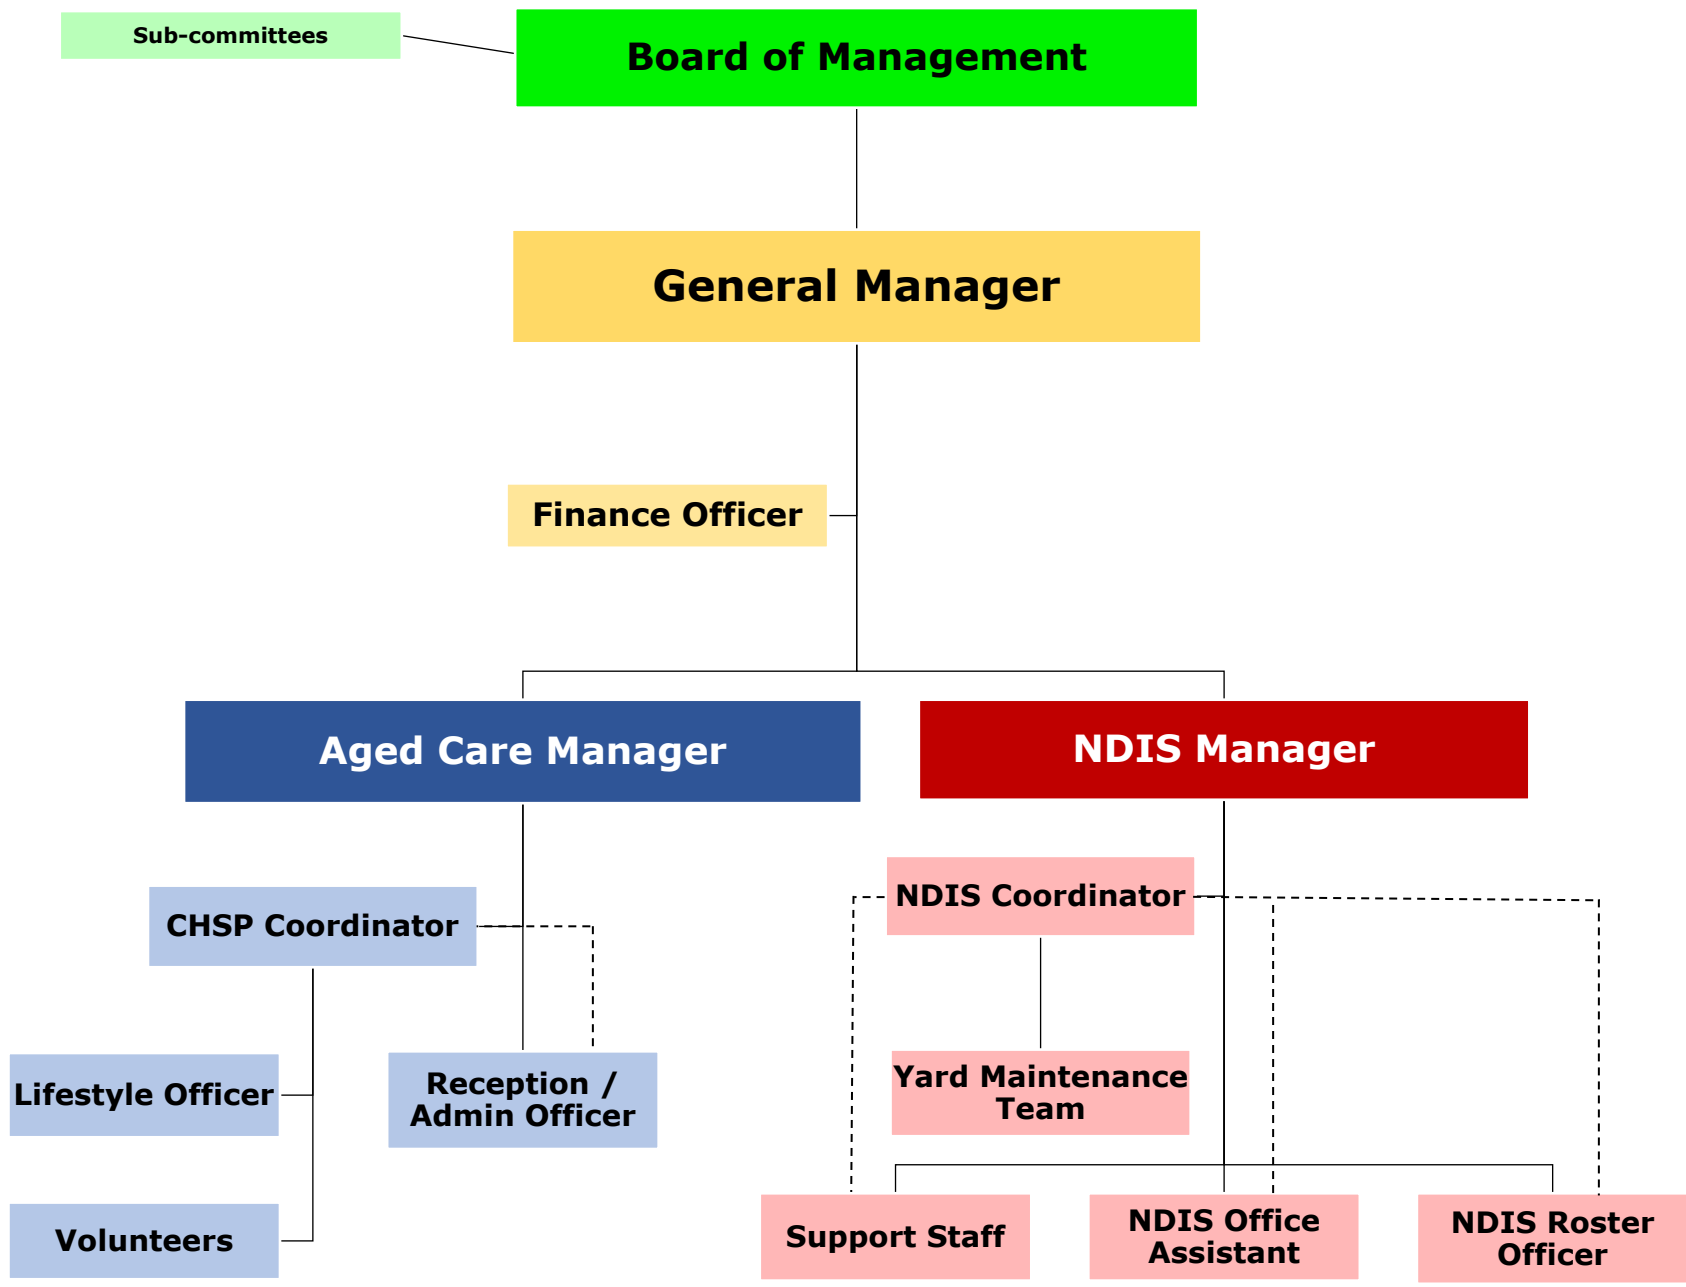 Sub-committees
Board of Management
General Manager
Finance Officer
Aged Care Manager
NDIS Manager
CHSP Coordinator
NDIS Coordinator
Lifestyle Officer
Reception /
Admin Officer
Yard Maintenance
Team
Volunteers
Support Staff
NDIS Office
Assistant
NDIS Roster
Officer